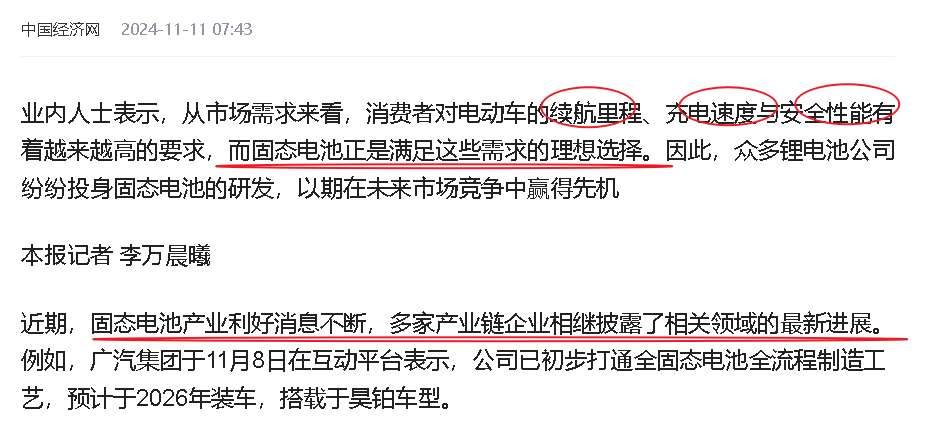 中国经济网 2024-11-11 07:43
业内人士表示，从市场需求来看，消费者对电动车的续航里程、充电速度与安全性能有
着越来越高的要求，而固态电池正是满足这些需求的理想选择。因此，众多锂电池公司
纷纷投身固态电池的研发，以期在未来市场竞争中赢得先机
本报记者 李万晨曦
近期，固态电池产业利好消息不断，多家产业链企业相继披露了相关领域的最新进展。
例如，广汽集团于11月8日在互动平台表示，公司已初步打通全固态电池全流程制造工
艺，预计于2026年装车，搭载于昊铂车型。